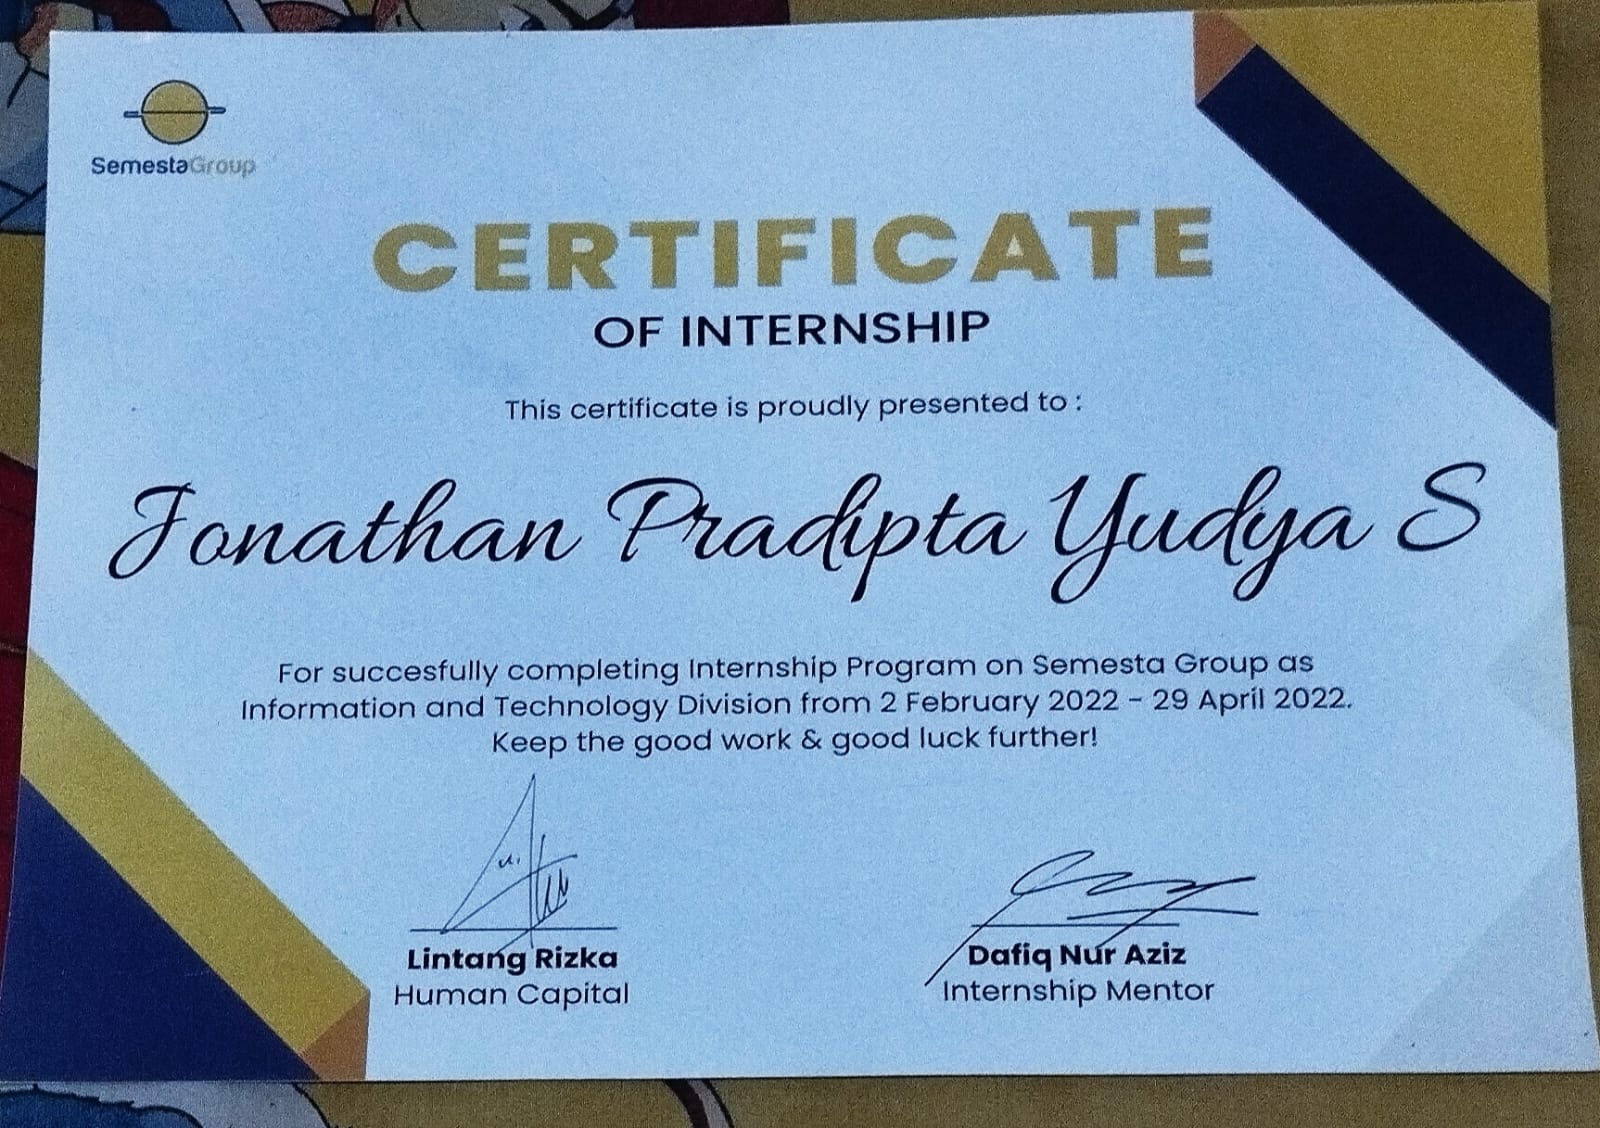 SemestaGroup
CERTIFICATE
OF INTERNSHIP
This certificate is proudly presented to :
Jonathan Pradipta Yudya S
For succesfully completing Internship Program on Semesta Group as
Information and Technology Division from 2 February 2022 - 29 April 2022.
Keep the good work & good luck further!
Lintang Rizka
Human Capital
Dafiq Nur Aziz
Internship Mentor